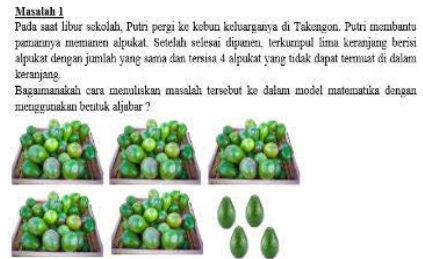 Masalah 1
Pada saat libur sekolah, Putri pergi ke kebun keluarganya di Takengon. Putri membantu
pamannya memanen alpukat. Setelah selesai dipanen, terkumpul lima keranjang berisi
alpukat dengan jumlah yang sama dan tersisa 4 alpukat yang tidak dapat termuat di dalam
keranjang.
Bagaimanakah cara menuliskan masalah tersebut ke dalam model matematika dengan
menggunakan bentuk aljabar ?